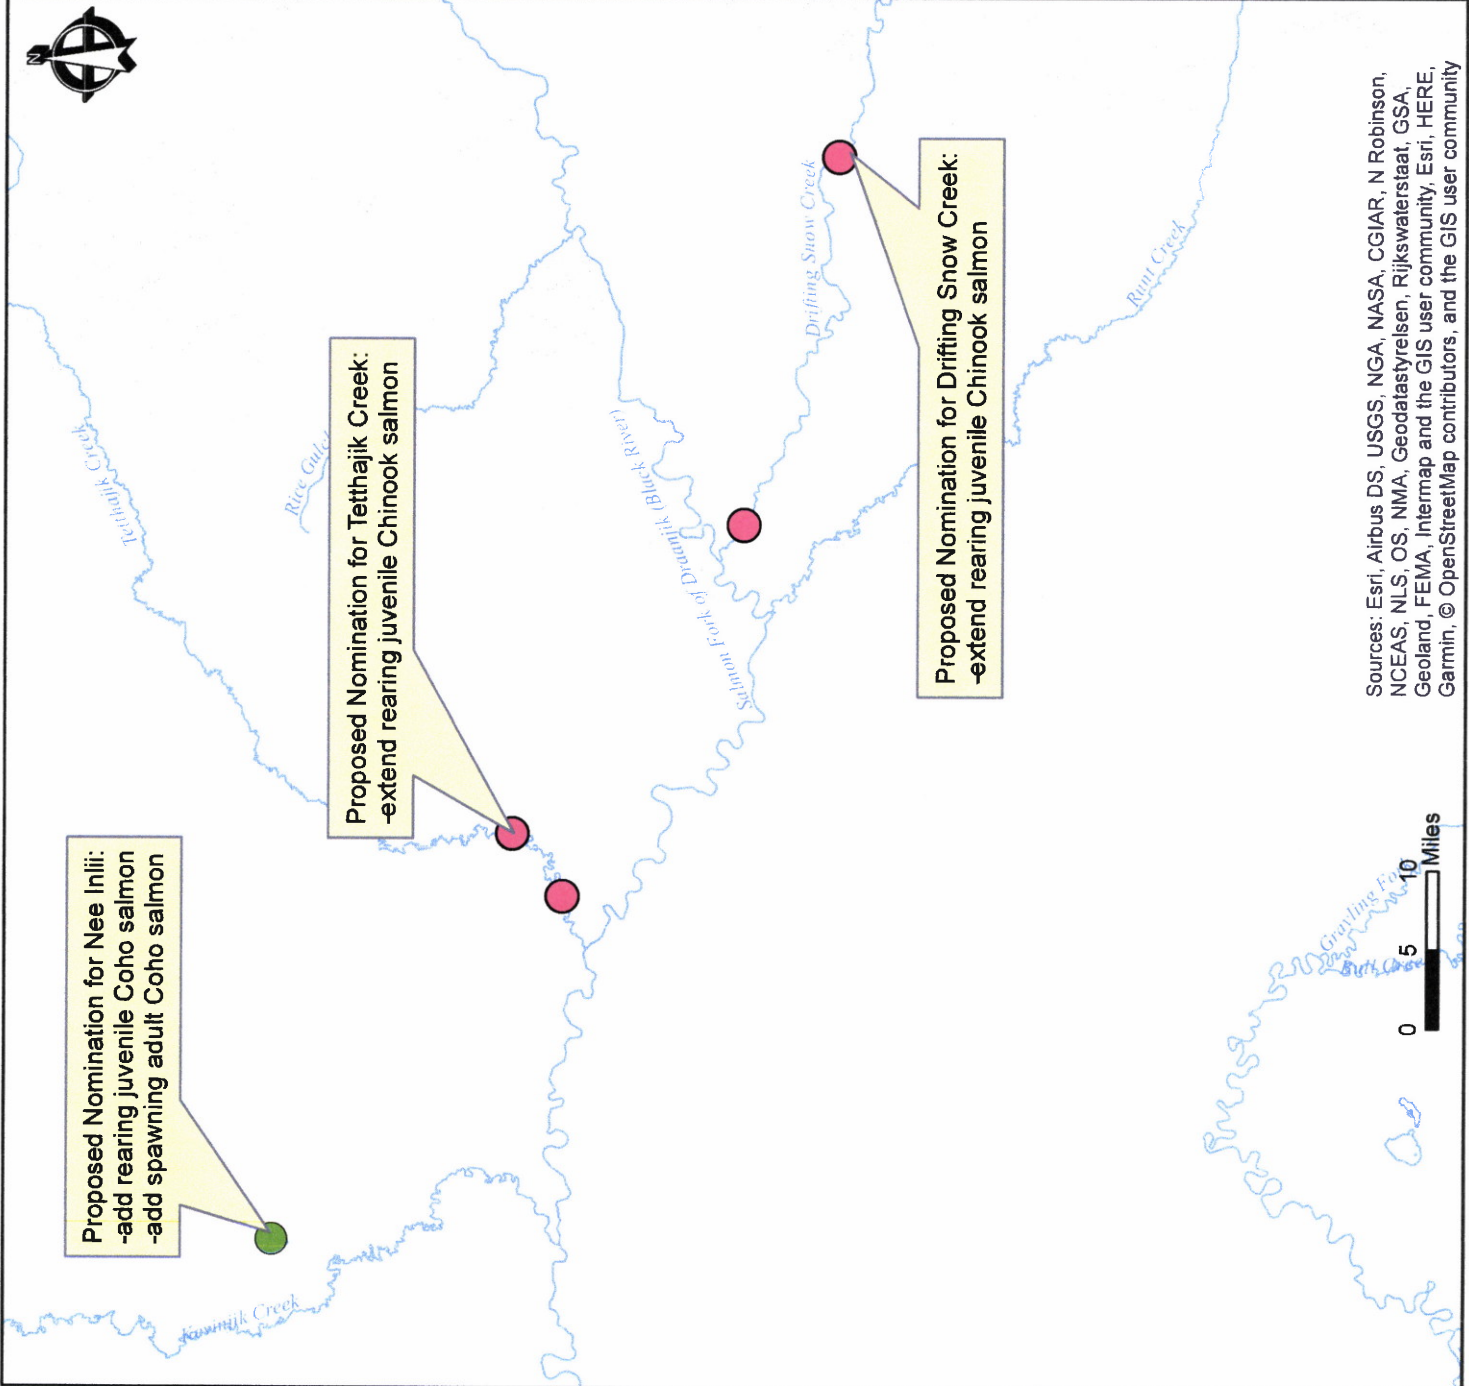 N
Proposed Nomination for Nee Inlii:
-add rearing juvenile Coho salmon
-add spawning adult Coho salmon
Tetthajik Creek
Rice Gulch
Proposed Nomination for Tetthajik Creek:
-extend rearing juvenile Chinook salmon
Salmon Fork of Draanjik (Black River)
Drifting Snow Creek
Proposed Nomination for Drifting Snow Creek:
-extend rearing juvenile Chinook salmon
Runt Creek
Creek
Grayling Fork
0 5 10
Miles
Sources: Esri, Airbus DS, USGS, NGA, NASA, CGIAR, N Robinson,
NCEAS, NLS, OS, NMA, Geodatastyrelsen, Rijkswaterstaat, GSA,
Geoland, FEMA, Intermap and the GIS user community, Esri, HERE,
Garmin, © OpenStreetMap contributors, and the GIS user community